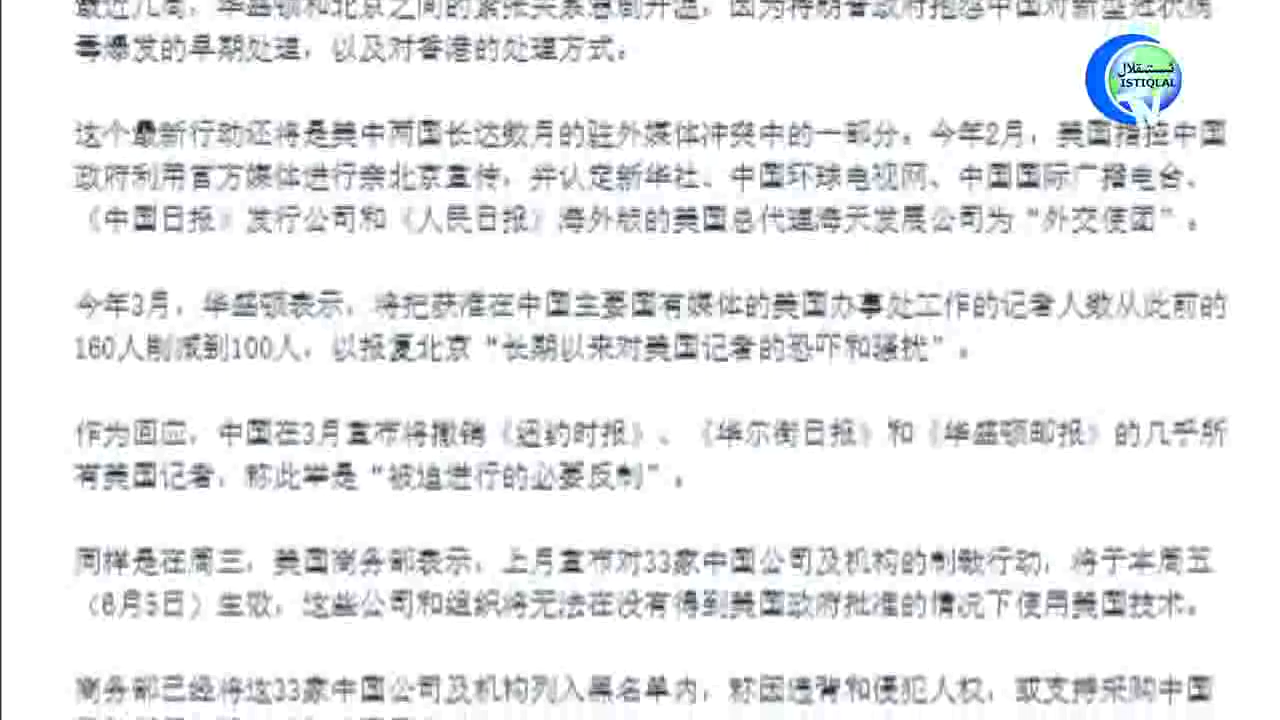 最近几周，华盛顿和北京之间的紧张关系急剧升温，因为特朗普政府抱怨中国对新型冠状病
毒爆发的早期处理，以及对香港的处理方式。
ئىستىقلال
ISTIQLAL
TV
这个最新行动还将是美中两国长达数月的驻外媒体冲突中的一部分。今年2月，美国指控中国
政府利用官方媒体进行亲北京宣传，并认定新华社、中国环球电视网、中国国际广播电台、
《中国日报》发行公司和《人民日报》海外版的美国总代理海天发展公司为“外交使团”。
今年3月，华盛顿表示，将把获准在中国主要国有媒体的美国办事处工作的记者人数从此前的
160人削减到100人，以报复北京“长期以来对美国记者的恐吓和骚扰”。
作为回应，中国在3月宣布将撤销《纽约时报》、《华尔街日报》和《华盛顿邮报》的几乎所
有美国记者，称此举是“被迫进行的必要反制”。
同样是在周三，美国商务部表示，上月宣布对33家中国公司及机构的制裁行动，将于本周五
（6月5日）生效，这些公司和组织将无法在没有得到美国政府批准的情况下使用美国技术。
商务部已经将这33家中国公司及机构列入黑名单内，称因违背和侵犯人权，或支持采购中国